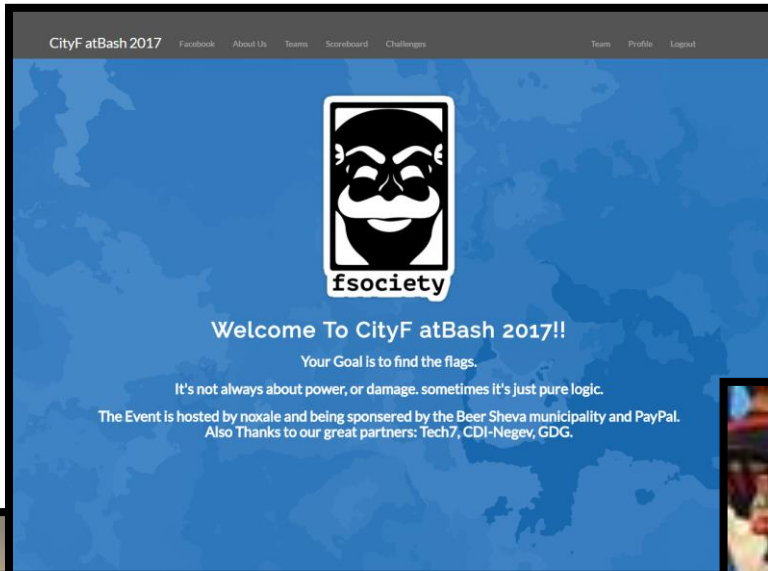 CityF atBash 2017 Facebook About Us Teams Scoreboard Challenges Team Profile Logout
fsociety
Welcome To CityF atBash 2017!!
Your Goal is to find the flags.
It's not always about power, or damage. sometimes it's just pure logic.
The Event is hosted by noxale and being sponsered by the Beer Sheva municipality and PayPal.
Also Thanks to our great partners: Tech7, CDI-Negev, GDG.